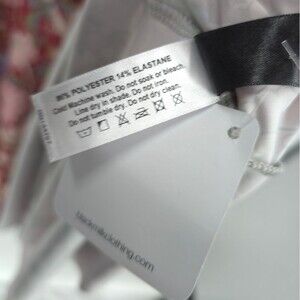 86% POLYESTER 14% ELASTANE
Cold Machine wash. Do not soak or bleach.
Line dry in shade. Do not iron.
Do not tumble dry. Do not dry clean.
blackmilkclothing.com